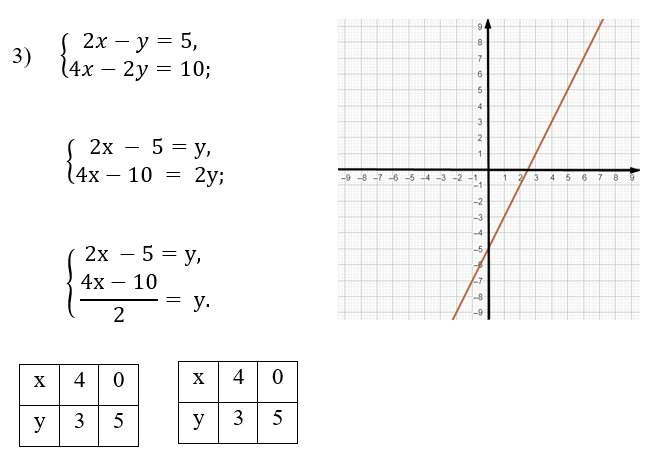 3)
2x − y = 5,
4x − 2y = 10;
2x − 5 = y,
4x − 10 = 2y;
2x − 5 = y,
4x − 10
2
= y.
x 4 0
y 3 5
x 4 0
y 3 5
9
8
7
6
5
4
3
2
1
−9 −8 −7 −6 −5 −4 −3 −2 −1 1 2 3 4 5 6 7 8 9
−1
−2
−3
−4
−5
−6
−7
−8
−9